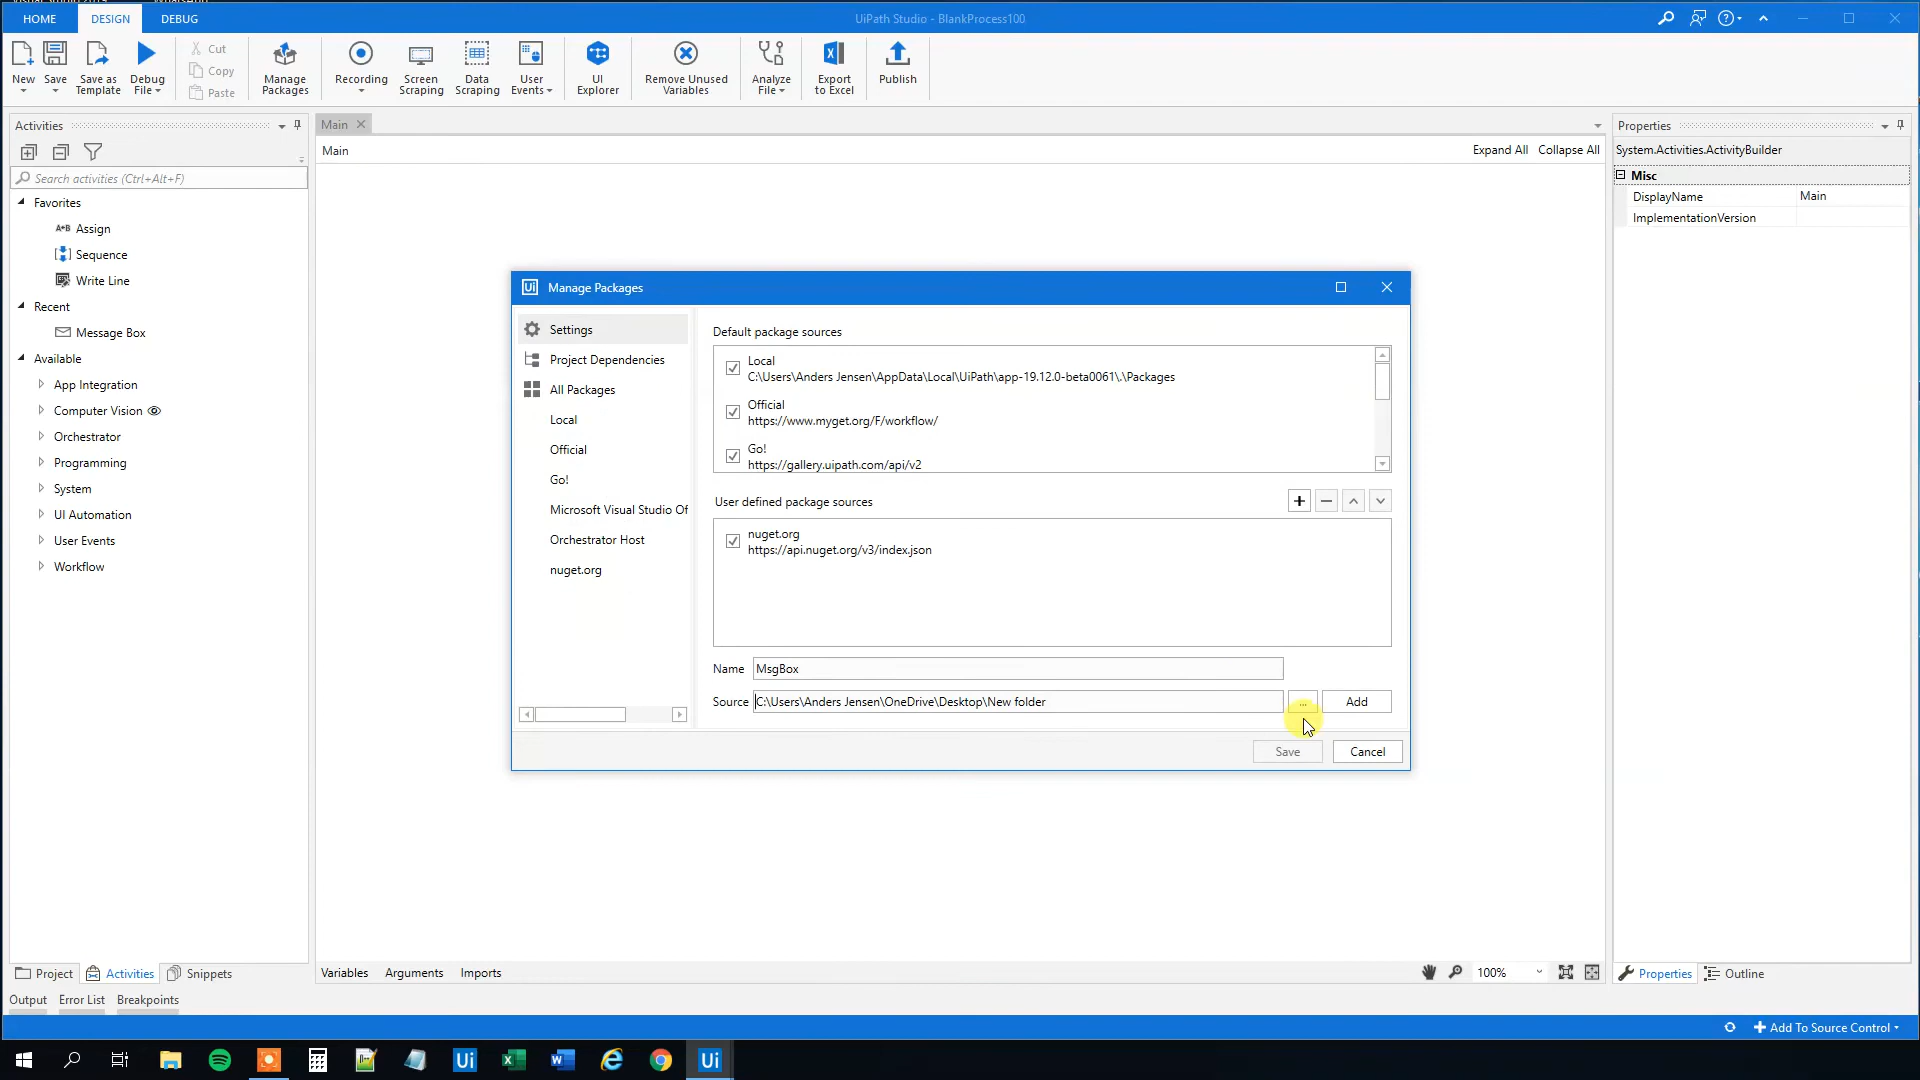 HOME DESIGN DEBUG UiPath Studio - BlankProcess100
New Save Save as Template Debug File Cut Copy Paste Manage Packages Recording Screen Scraping Data Scraping User Events UI Explorer Remove Unused Variables Analyze File Export to Excel Publish
Activities
Search activities (Ctrl+Alt+F)
Favorites
Assign
Sequence
Write Line
Recent
Message Box
Available
App Integration
Computer Vision
Orchestrator
Programming
System
UI Automation
User Events
Workflow
Project Activities Snippets
Main
Main Expand All Collapse All
Manage Packages
Settings
Project Dependencies
All Packages
Local
Official
Go!
Microsoft Visual Studio Of
Orchestrator Host
nuget.org
Default package sources
Local
C:\Users\Anders Jensen\AppData\Local\UiPath\app-19.12.0-beta0061\.\Packages
Official
https://www.myget.org/F/workflow/
Go!
https://gallery.uipath.com/api/v2
User defined package sources
nuget.org
https://api.nuget.org/v3/index.json
Name MsgBox
Source C:\Users\Anders Jensen\OneDrive\Desktop\New folder ... Add
Save Cancel
Variables Arguments Imports 100%
Properties
System.Activities.ActivityBuilder
Misc
DisplayName Main
ImplementationVersion
Properties Outline
Output Error List Breakpoints
Add To Source Control